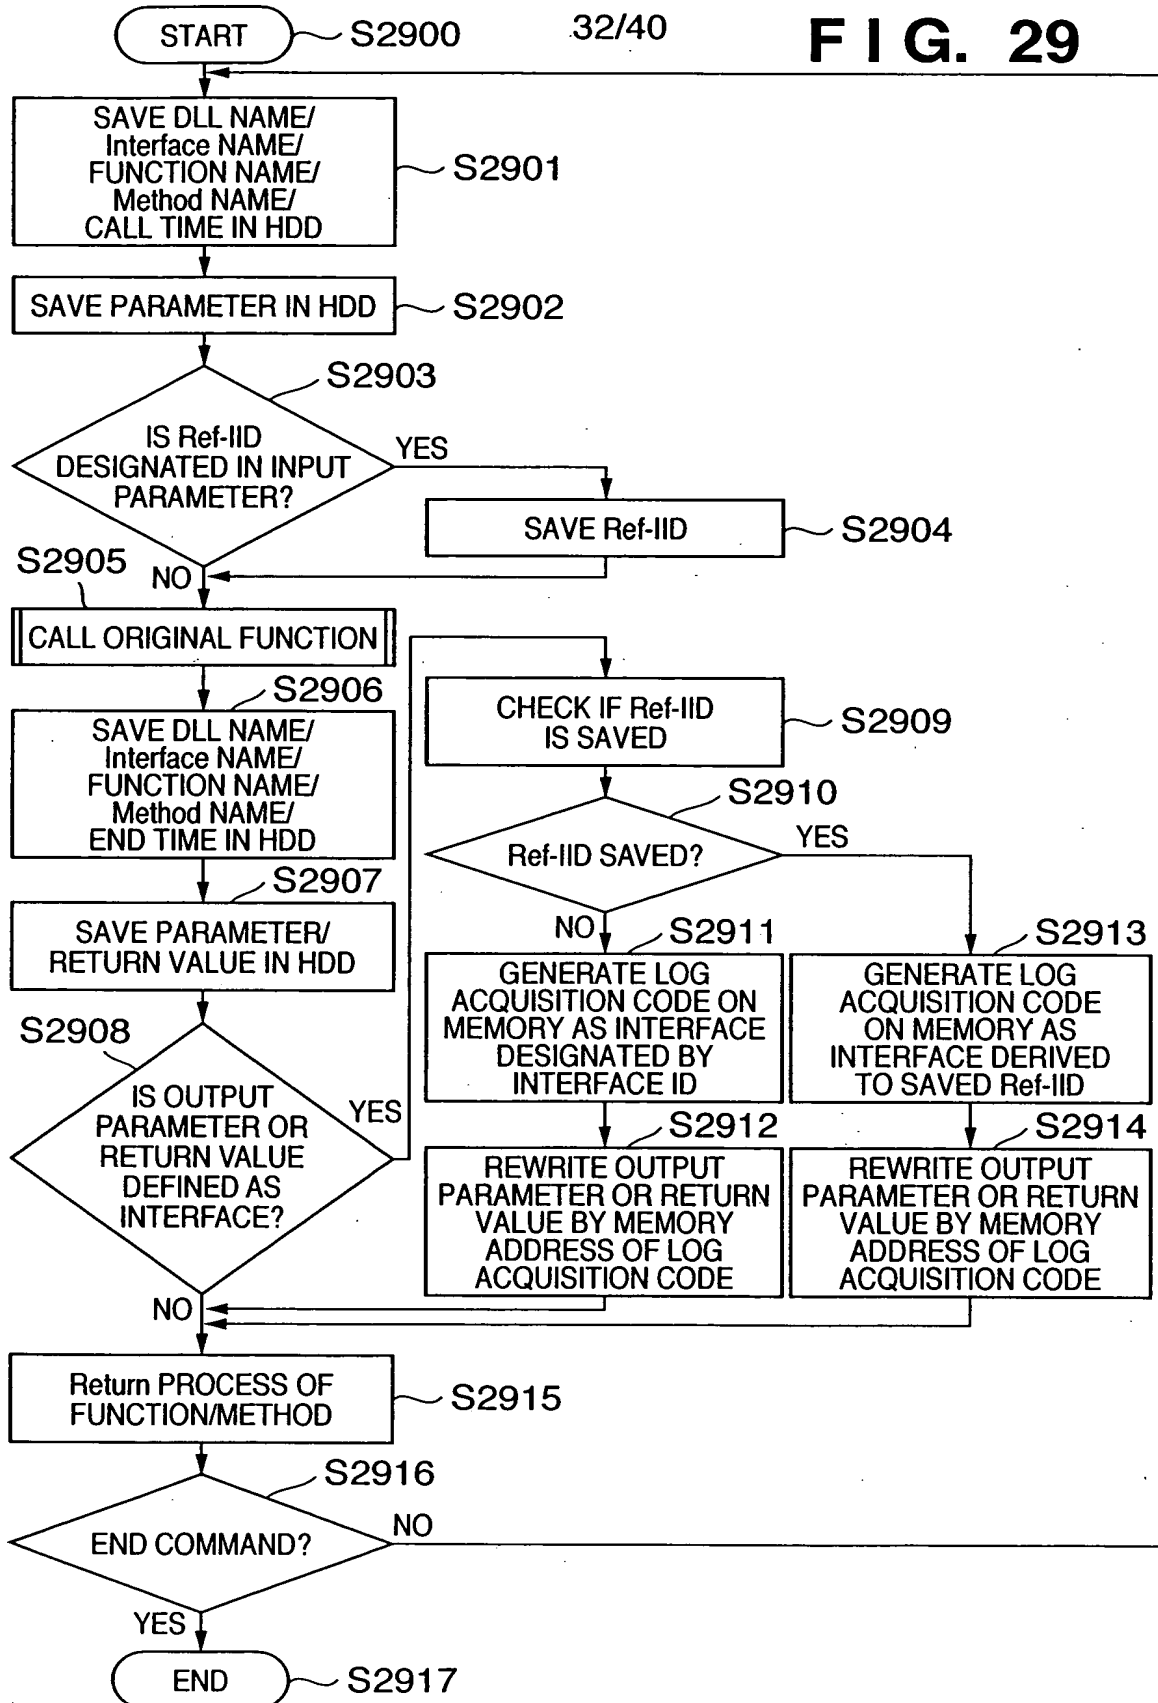 32/40
F I G. 29
START
S2900
SAVE DLL NAME/
Interface NAME/
FUNCTION NAME/
Method NAME/
CALL TIME IN HDD
S2901
SAVE PARAMETER IN HDD
S2902
S2903
IS Ref-IID
DESIGNATED IN INPUT
PARAMETER?
YES
SAVE Ref-IID
S2904
NO
S2905
CALL ORIGINAL FUNCTION
S2906
SAVE DLL NAME/
Interface NAME/
FUNCTION NAME/
Method NAME/
END TIME IN HDD
S2907
SAVE PARAMETER/
RETURN VALUE IN HDD
S2908
IS OUTPUT
PARAMETER OR
RETURN VALUE
DEFINED AS
INTERFACE?
YES
NO
CHECK IF Ref-IID
IS SAVED
S2909
S2910
Ref-IID SAVED?
YES
NO
S2911
GENERATE LOG
ACQUISITION CODE ON
MEMORY AS INTERFACE
DESIGNATED BY
INTERFACE ID
S2912
REWRITE OUTPUT
PARAMETER OR RETURN
VALUE BY MEMORY
ADDRESS OF LOG
ACQUISITION CODE
S2913
GENERATE LOG
ACQUISITION CODE
ON MEMORY AS
INTERFACE DERIVED
TO SAVED Ref-IID
S2914
REWRITE OUTPUT
PARAMETER OR RETURN
VALUE BY MEMORY
ADDRESS OF LOG
ACQUISITION CODE
Return PROCESS OF
FUNCTION/METHOD
S2915
S2916
END COMMAND?
NO
YES
END
S2917